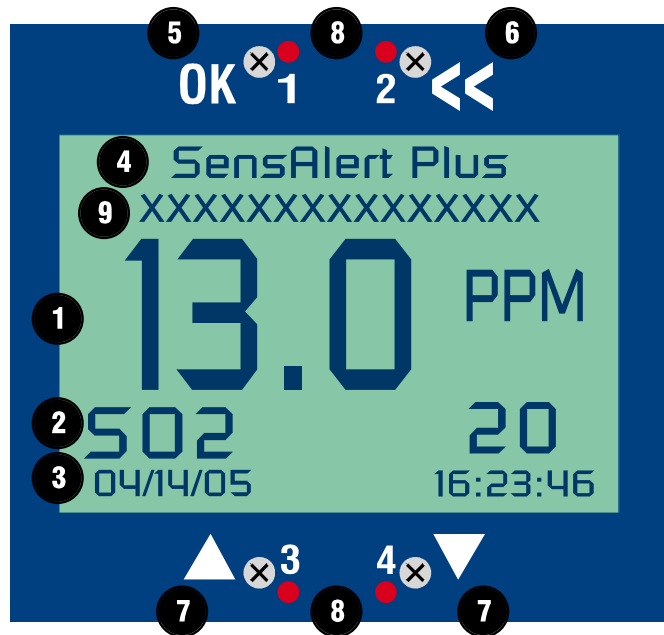 5 8 6
OK 1 2 <<
4 SensAlert Plus
9 XXXXXXXXXXXXXXX
1 13.0 PPM
2 SO2 20
3 04/14/05 16:23:46
3 4
7 8 7